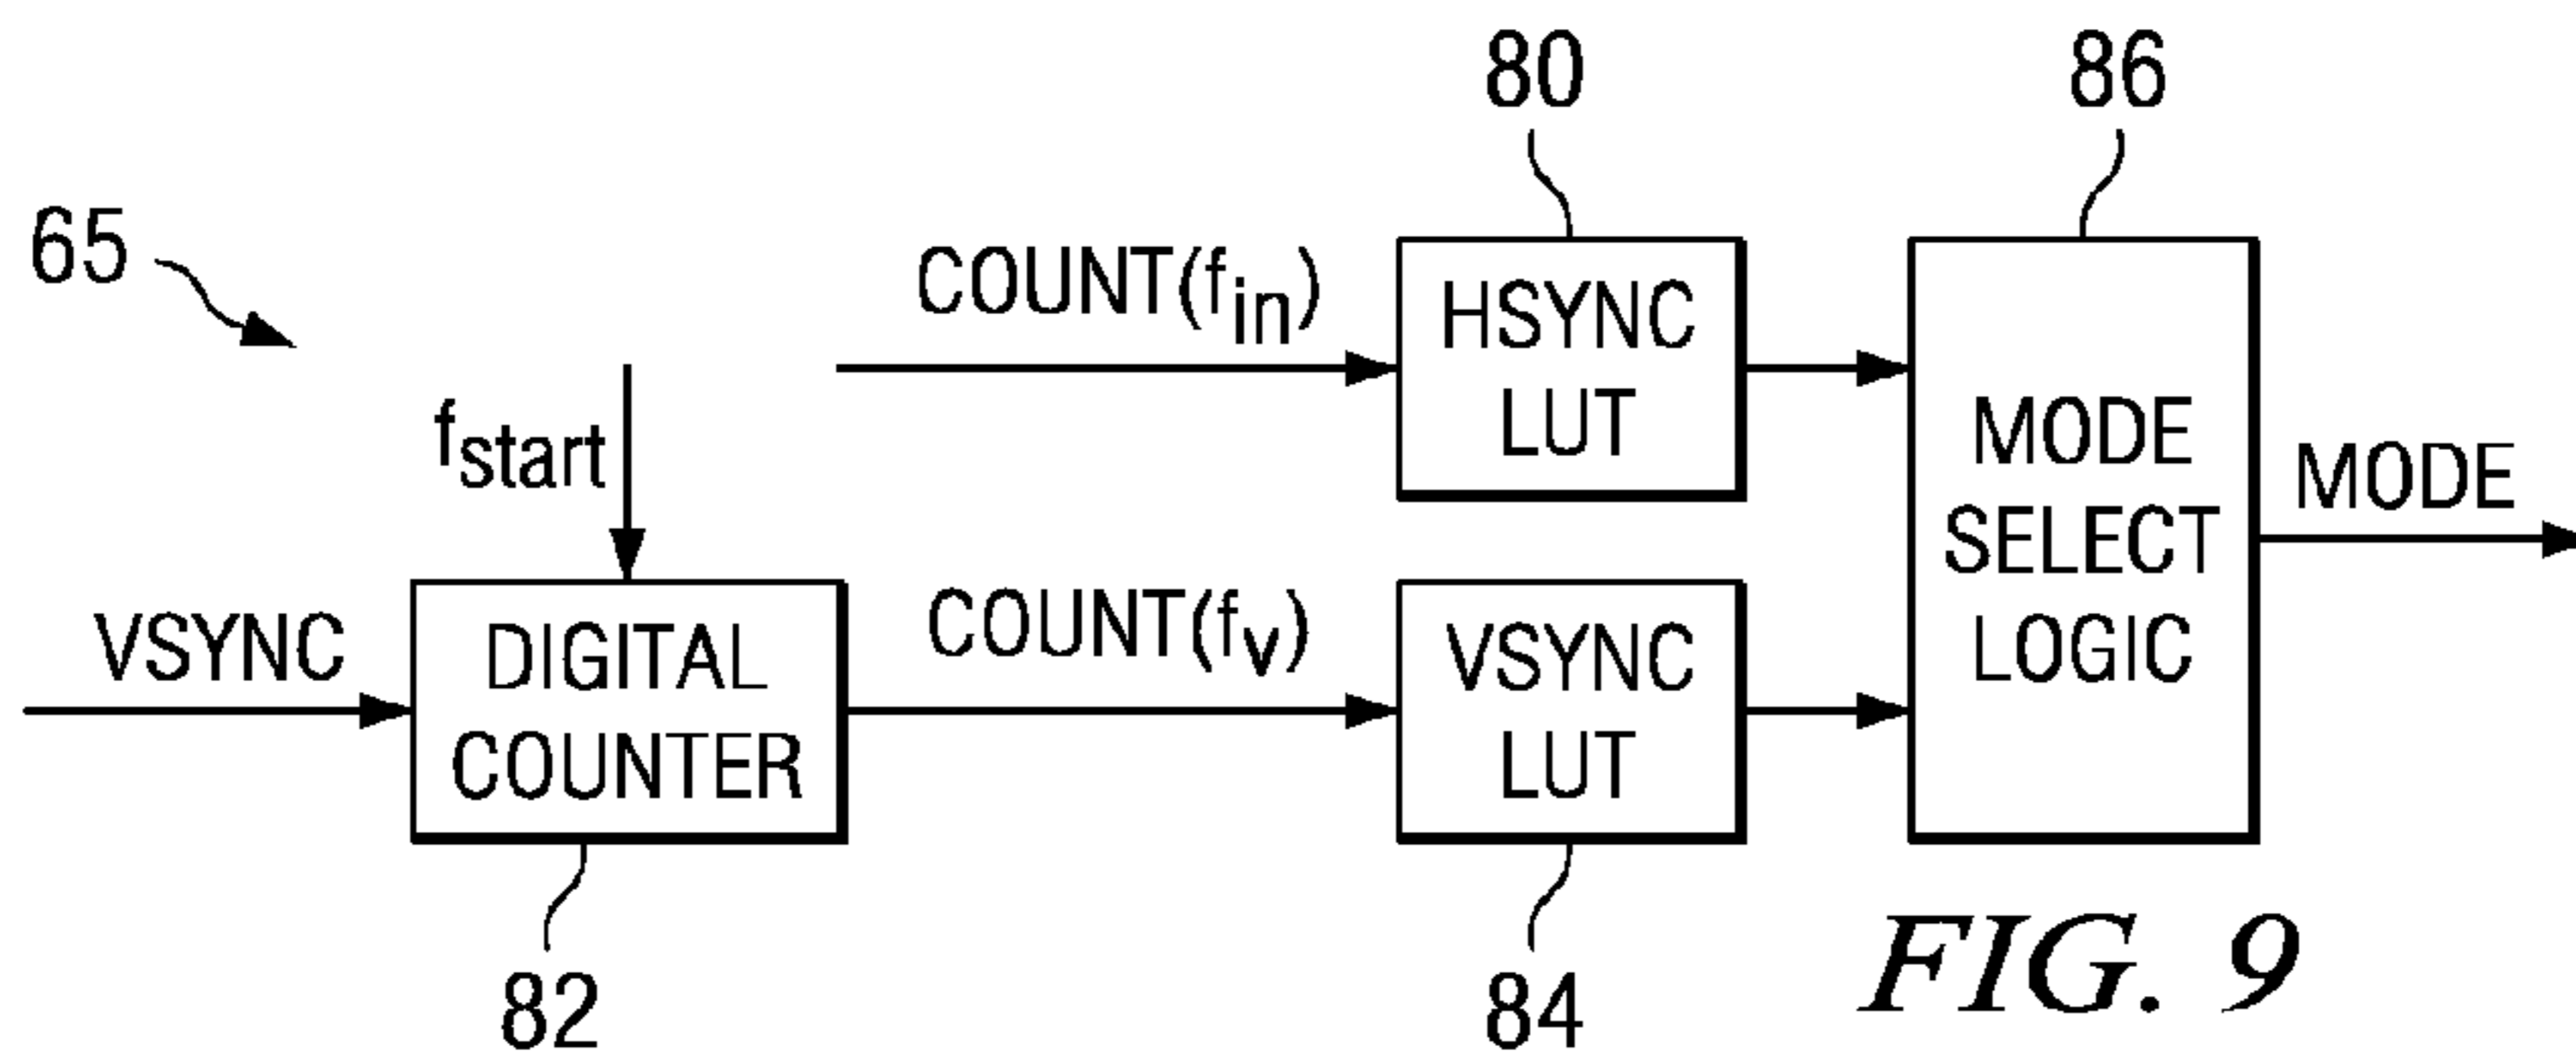 80
86
65
COUNT(fin)
HSYNC
LUT
fstart
MODE
SELECT
LOGIC
MODE
VSYNC
DIGITAL
COUNTER
COUNT(fv)
VSYNC
LUT
82
84
FIG. 9